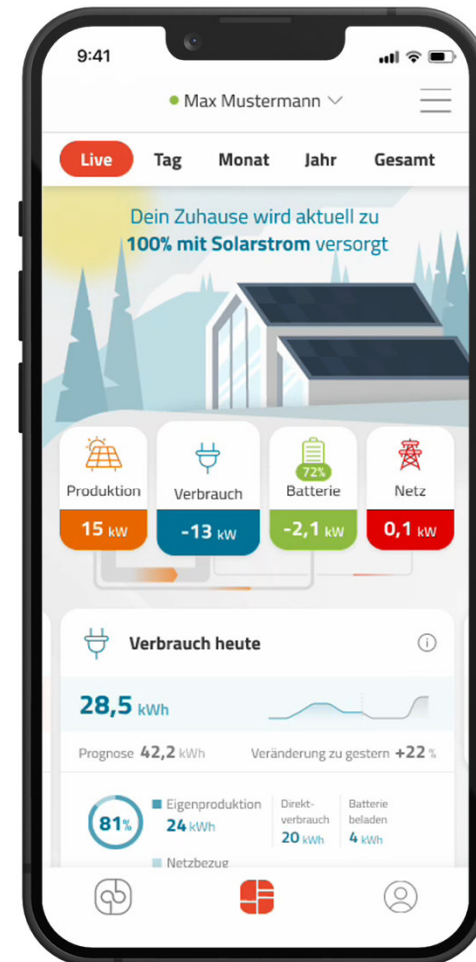 9:41
Max Mustermann
Live Tag Monat Jahr Gesamt
Dein Zuhause wird aktuell zu
100% mit Solarstrom versorgt
Produktion
15 kW
Verbrauch
-13 kW
72%
Batterie
-2,1 kW
Netz
0,1 kW
Verbrauch heute
28,5 kWh
Prognose 42,2 kWh
Veränderung zu gestern +22 %
81%
Eigenproduktion
24 kWh
Direkt-
verbrauch
20 kWh
Batterie
beladen
4 kWh
Netzbezug